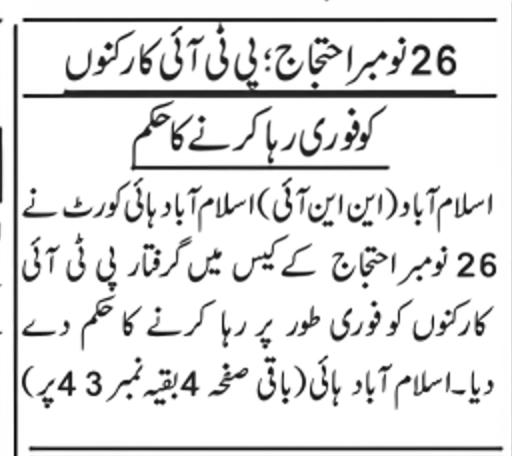 26 نومبر احتجاج؛ پی ٹی آئی کارکنوں
کو فوری رہا کرنے کا حکم
اسلام آباد (این این آئی) اسلام آباد ہائی کورٹ نے
26 نومبر احتجاج کے کیس میں گرفتار پی ٹی آئی
کارکنوں کو فوری طور پر رہا کرنے کا حکم دے
دیا۔ اسلام آباد ہائی (باقی صفحہ 4 بقیہ نمبر 43 پر)